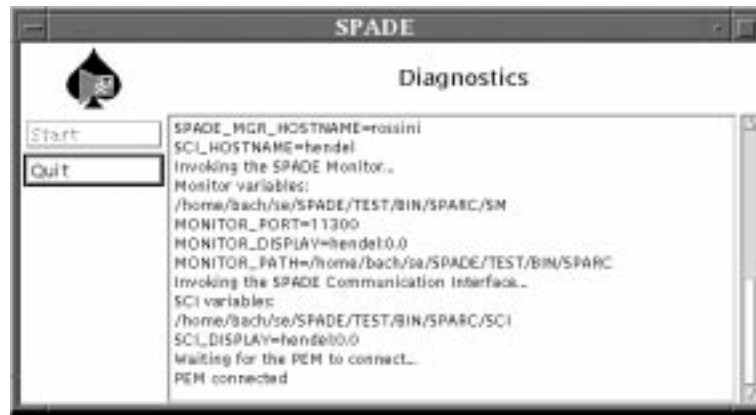 SPADE
Diagnostics
Start
Quit
SPADE_MGR_HOSTNAME=rossini
SCI_HOSTNAME=hendel
Invoking the SPADE Monitor...
Monitor variables:
/home/bach/se/SPADE/TEST/BIN/SPARC/SM
MONITOR_PORT=11300
MONITOR_DISPLAY=hendel:0.0
MONITOR_PATH=/home/bach/se/SPADE/TEST/BIN/SPARC
Invoking the SPADE Communication Interface...
SCI variables:
/home/bach/se/SPADE/TEST/BIN/SPARC/SCI
SCI_DISPLAY=hendel:0.0
Waiting for the PEM to connect...
PEM connected